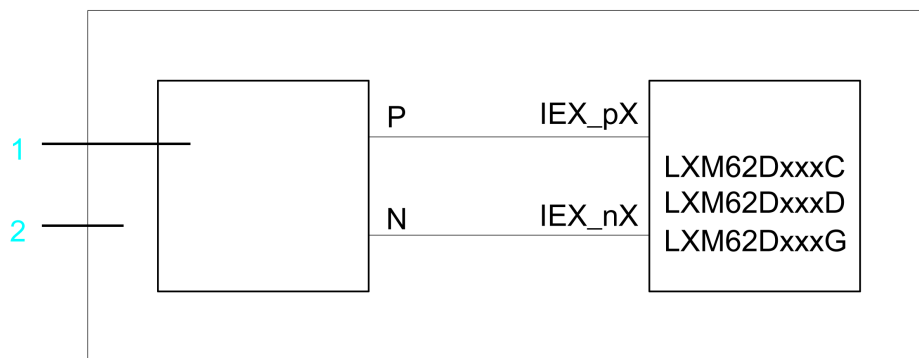 P
IEX_pX
1
LXM62DxxxC
LXM62DxxxD
N
IEX_nX
2
LXM62DxxxG